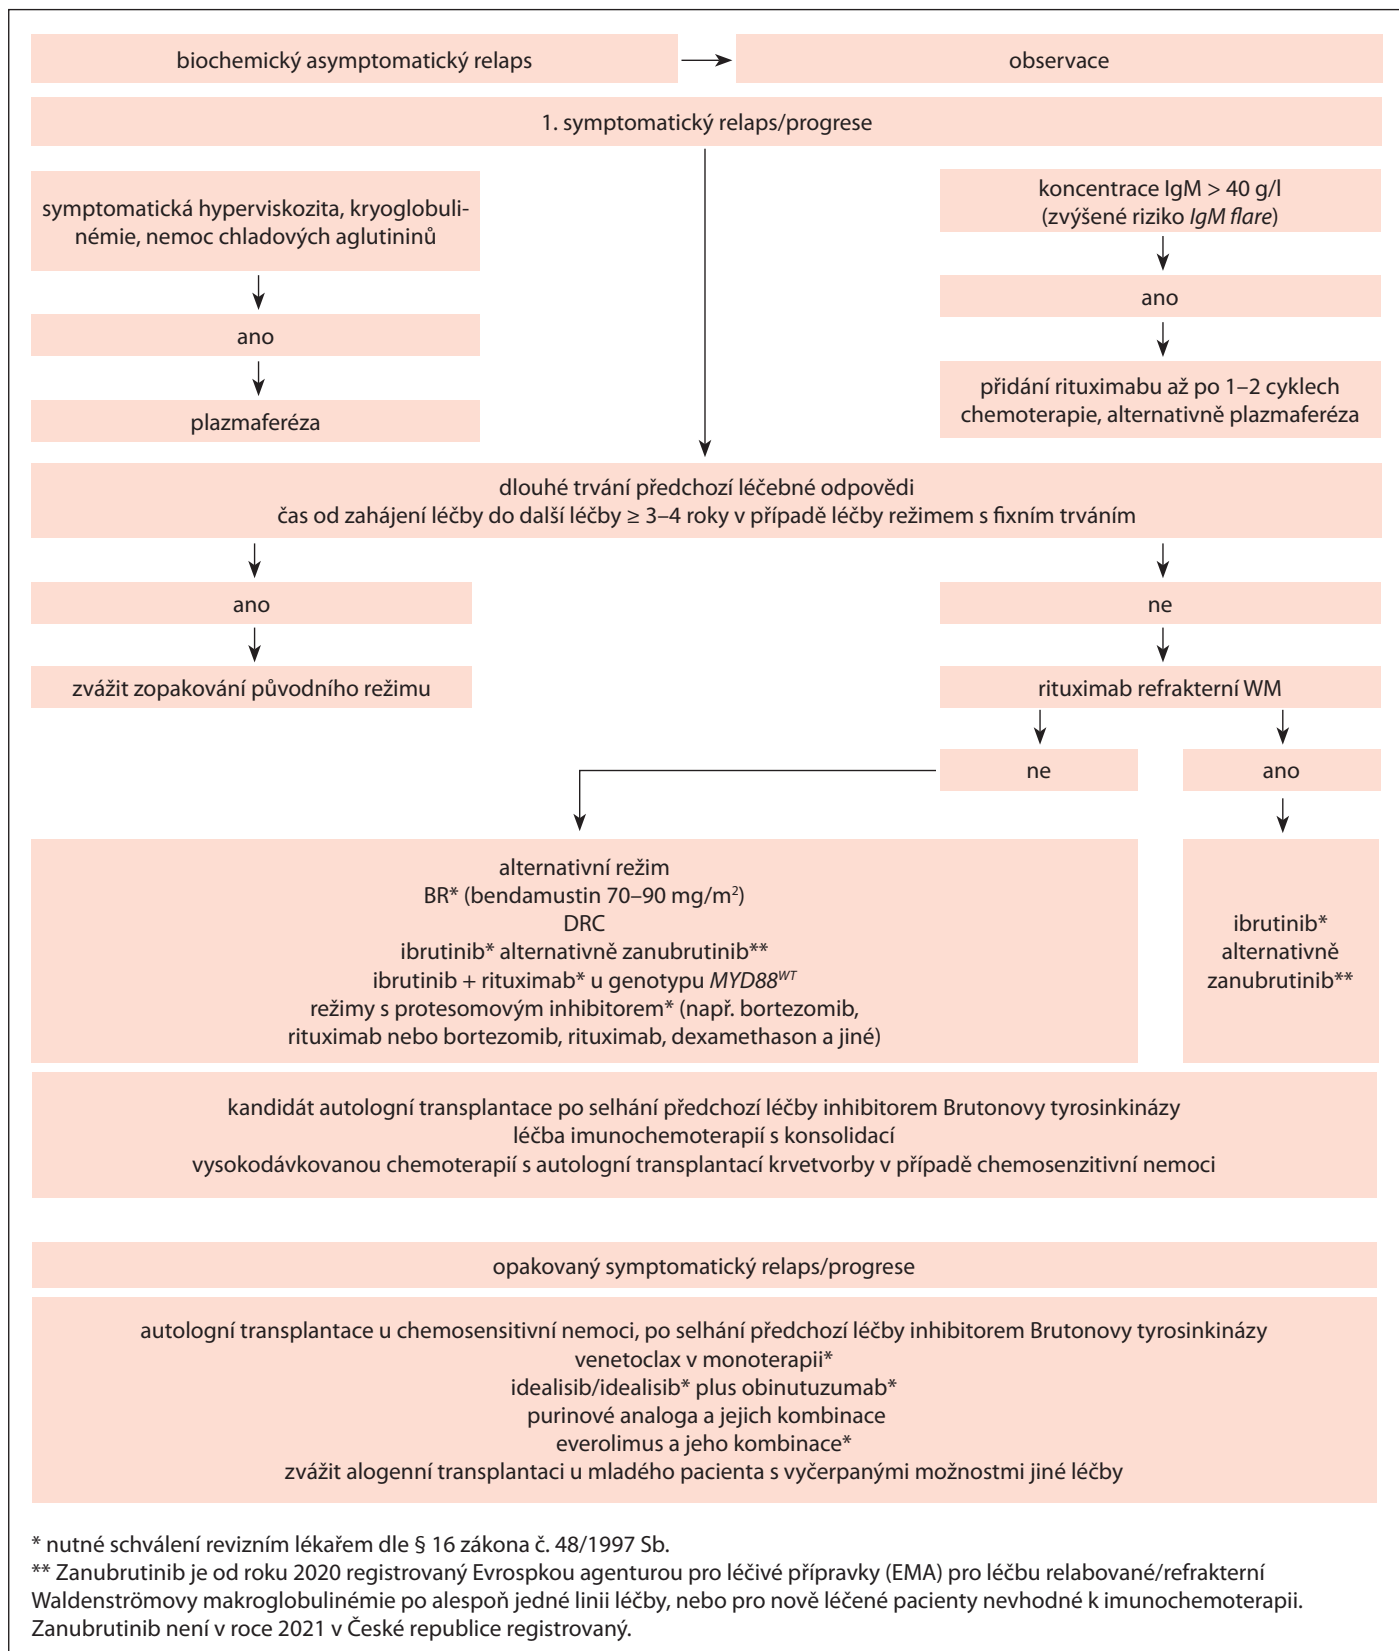 biochemický asymptomatický relaps
observace
1. symptomatický relaps/progrese
symptomatická hyperviskozita, kryoglobuli-
némie, nemoc chladových aglutininů
ano
plazmaferéza
koncentrace IgM > 40 g/l
(zvýšené riziko IgM flare)
ano
přidání rituximabu až po 1–2 cyklech
chemoterapie, alternativně plazmaferéza
dlouhé trvání předchozí léčebné odpovědi
čas od zahájení léčby do další léčby ≥ 3–4 roky v případě léčby režimem s fixním trváním
ano
zvážit zopakování původního režimu
ne
rituximab refrakterní WM
ne
ano
alternativní režim
BR* (bendamustin 70–90 mg/m²)
DRC
ibrutinib* alternativně zanubrutinib**
ibrutinib + rituximab* u genotypu MYD88ᵂᵀ
režimy s protesomovým inhibitorem* (např. bortezomib,
rituximab nebo bortezomib, rituximab, dexamethason a jiné)
ibrutinib*
alternativně
zanubrutinib**
kandidát autologní transplantace po selhání předchozí léčby inhibitorem Brutonovy tyrosinkinázy
léčba imunochemoterapií s konsolidací
vysokodávkovanou chemoterapií s autologní transplantací krvetvorby v případě chemosenzitivní nemoci
opakovaný symptomatický relaps/progrese
autologní transplantace u chemosensitivní nemoci, po selhání předchozí léčby inhibitorem Brutonovy tyrosinkinázy
venetoclax v monoterapii*
idealisib/idealisib* plus obinutuzumab*
purinové analoga a jejich kombinace
everolimus a jeho kombinace*
zvážit alogenní transplantaci u mladého pacienta s vyčerpanými možnostmi jiné léčby
* nutné schválení revizním lékařem dle § 16 zákona č. 48/1997 Sb.
** Zanubrutinib je od roku 2020 registrovaný Evrospkou agenturou pro léčivé přípravky (EMA) pro léčbu relabované/refrakterní
Waldenströmovy makroglobulinémie po alespoň jedné linii léčby, nebo pro nově léčené pacienty nevhodné k imunochemoterapii.
Zanubrutinib není v roce 2021 v České republice registrovaný.